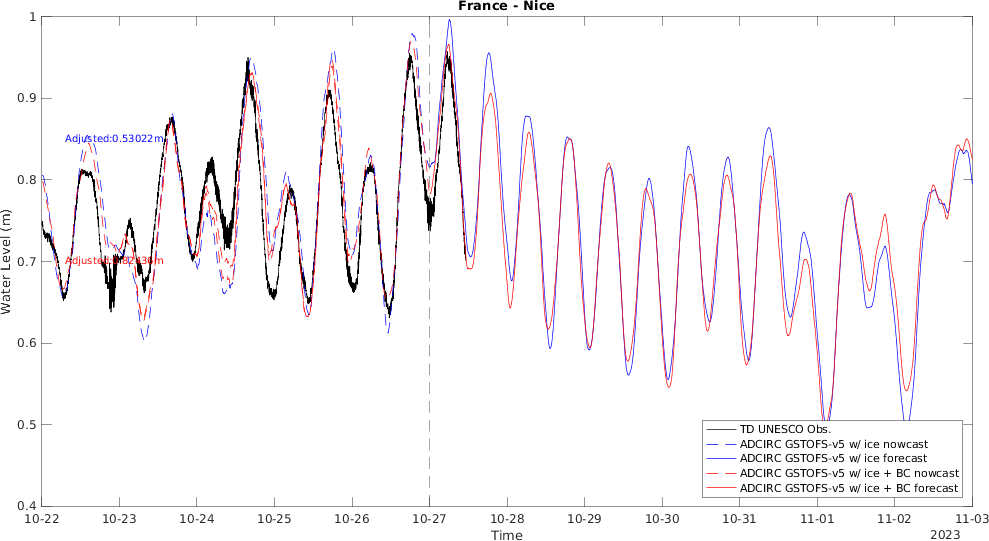 France - Nice
Water Level (m)
1
0.9
0.8
0.7
0.6
0.5
0.4
Adjusted:0.53022m
10-22
10-23
10-24
10-25
10-26
10-27
10-28
10-29
10-30
10-31
11-01
11-02
11-03
Time
2023
TD UNESCO Obs.
ADCIRC GSTOFS-v5 w/ ice nowcast
ADCIRC GSTOFS-v5 w/ ice forecast
ADCIRC GSTOFS-v5 w/ ice + BC nowcast
ADCIRC GSTOFS-v5 w/ ice + BC forecast